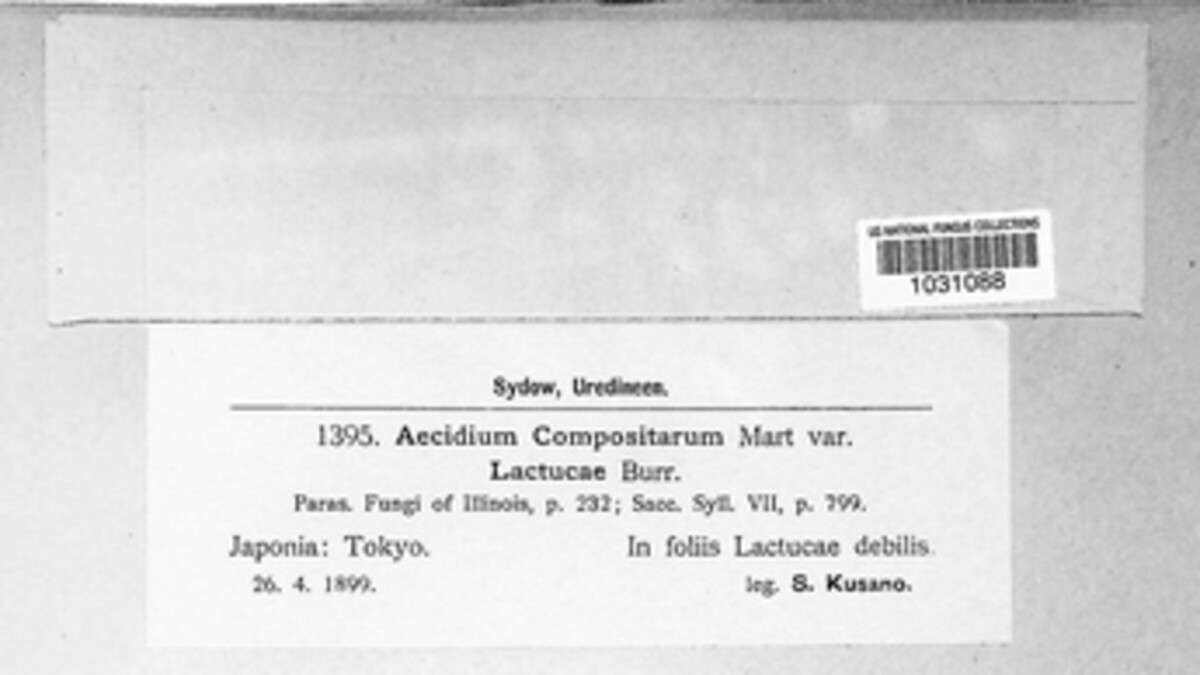 US NATIONAL FUNGUS COLLECTIONS
1031088
Sydow, Uredineen.
1395. Aecidium Compositarum Mart var.
Lactucae Burr.
Paras. Fungi of Illinois, p. 232; Sacc. Syll. VII, p. 799.
Japonia: Tokyo. In foliis Lactucae debilis.
26. 4. 1899. leg. S. Kusano.